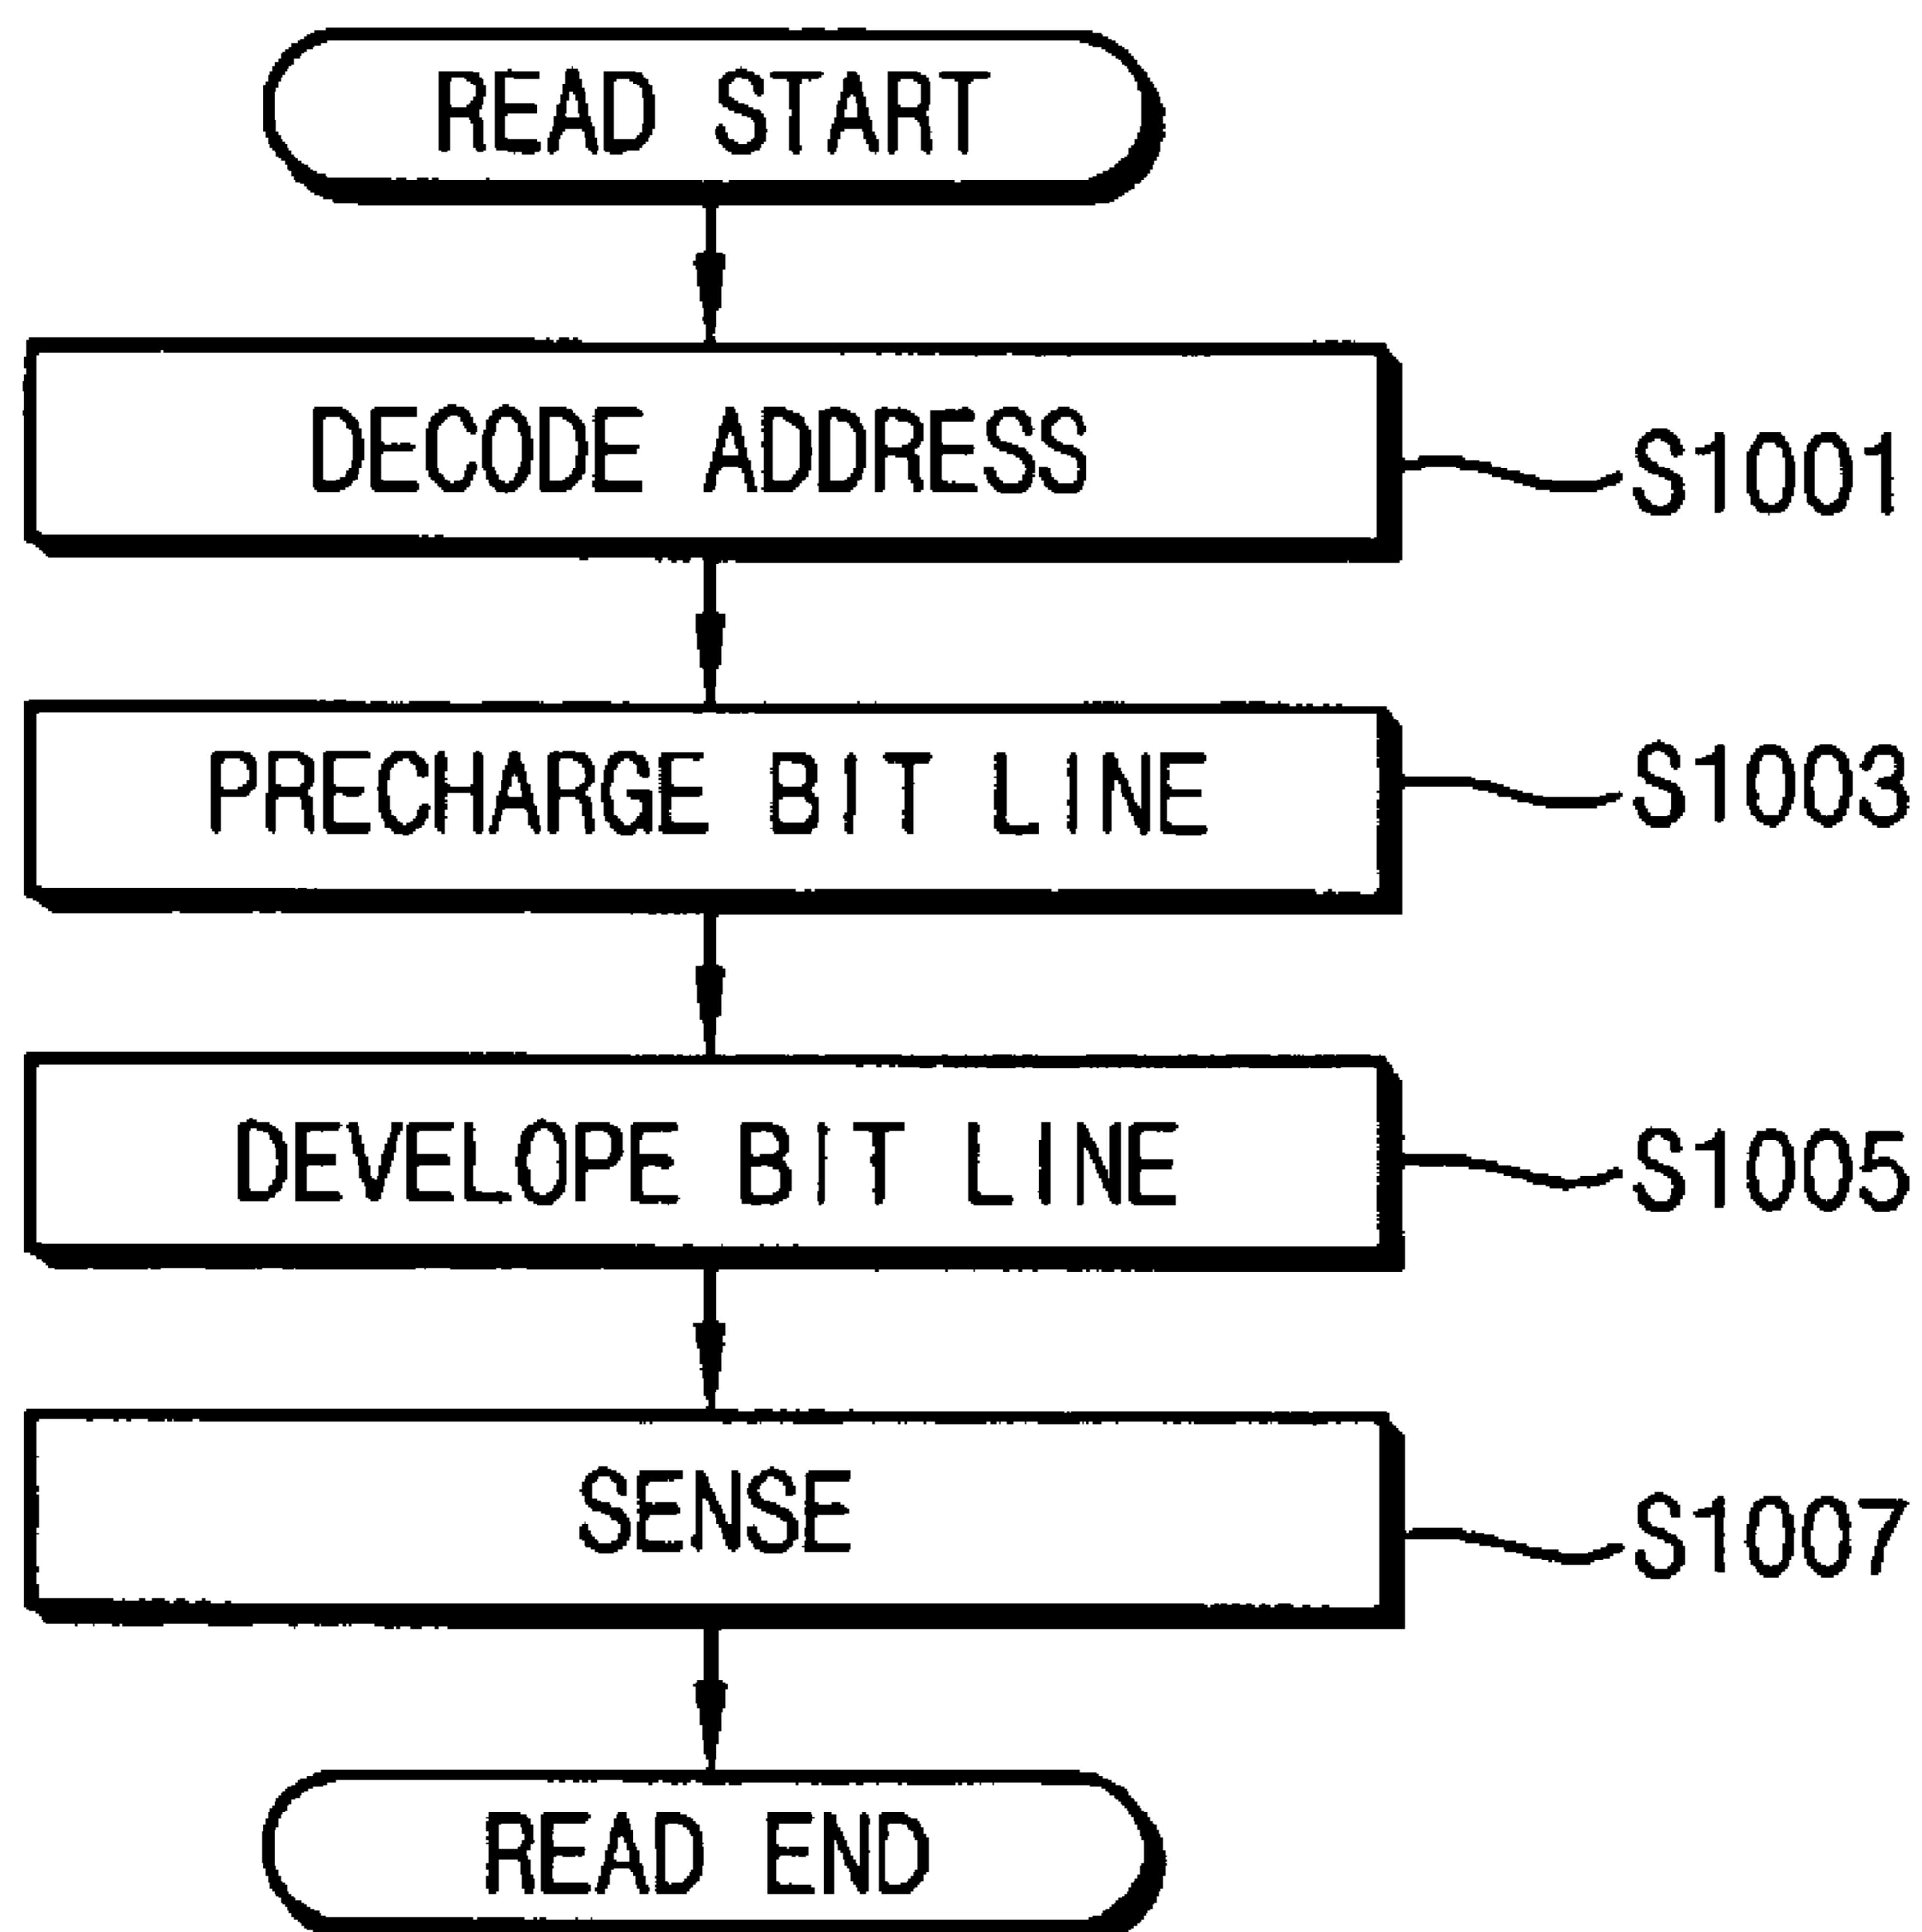 READ START
DECODE ADDRESS
S1001
PRECHARGE BIT LINE
S1003
DEVELOPE BIT LINE
S1005
SENSE
S1007
READ END